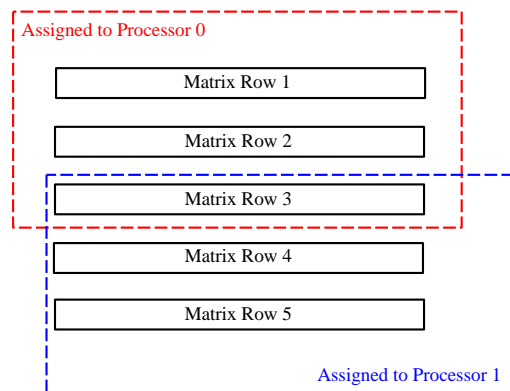 Assigned to Processor 0
Matrix Row 1
Matrix Row 2
Matrix Row 3
Matrix Row 4
Matrix Row 5
Assigned to Processor 1